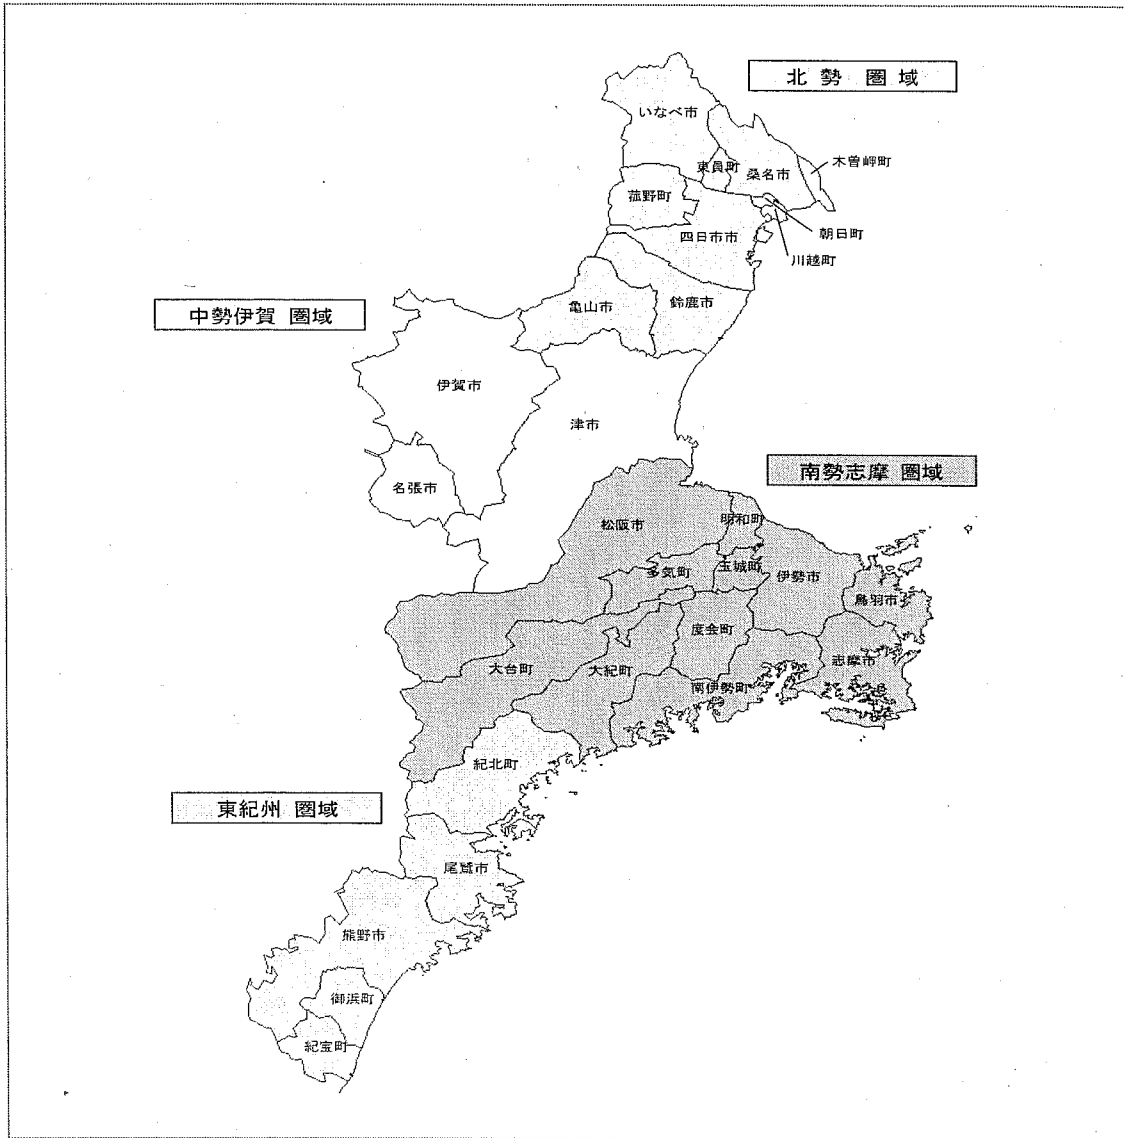 北勢 圏域
いなべ市
東員町
桑名市
木曽岬町
菰野町
四日市市
朝日町
川越町
中勢伊賀 圏域
亀山市
鈴鹿市
伊賀市
津市
名張市
南勢志摩 圏域
松阪市
明和町
多気町
玉城町
伊勢市
鳥羽市
度会町
大台町
大紀町
志摩市
南伊勢町
紀北町
東紀州 圏域
尾鷲市
熊野市
御浜町
紀宝町